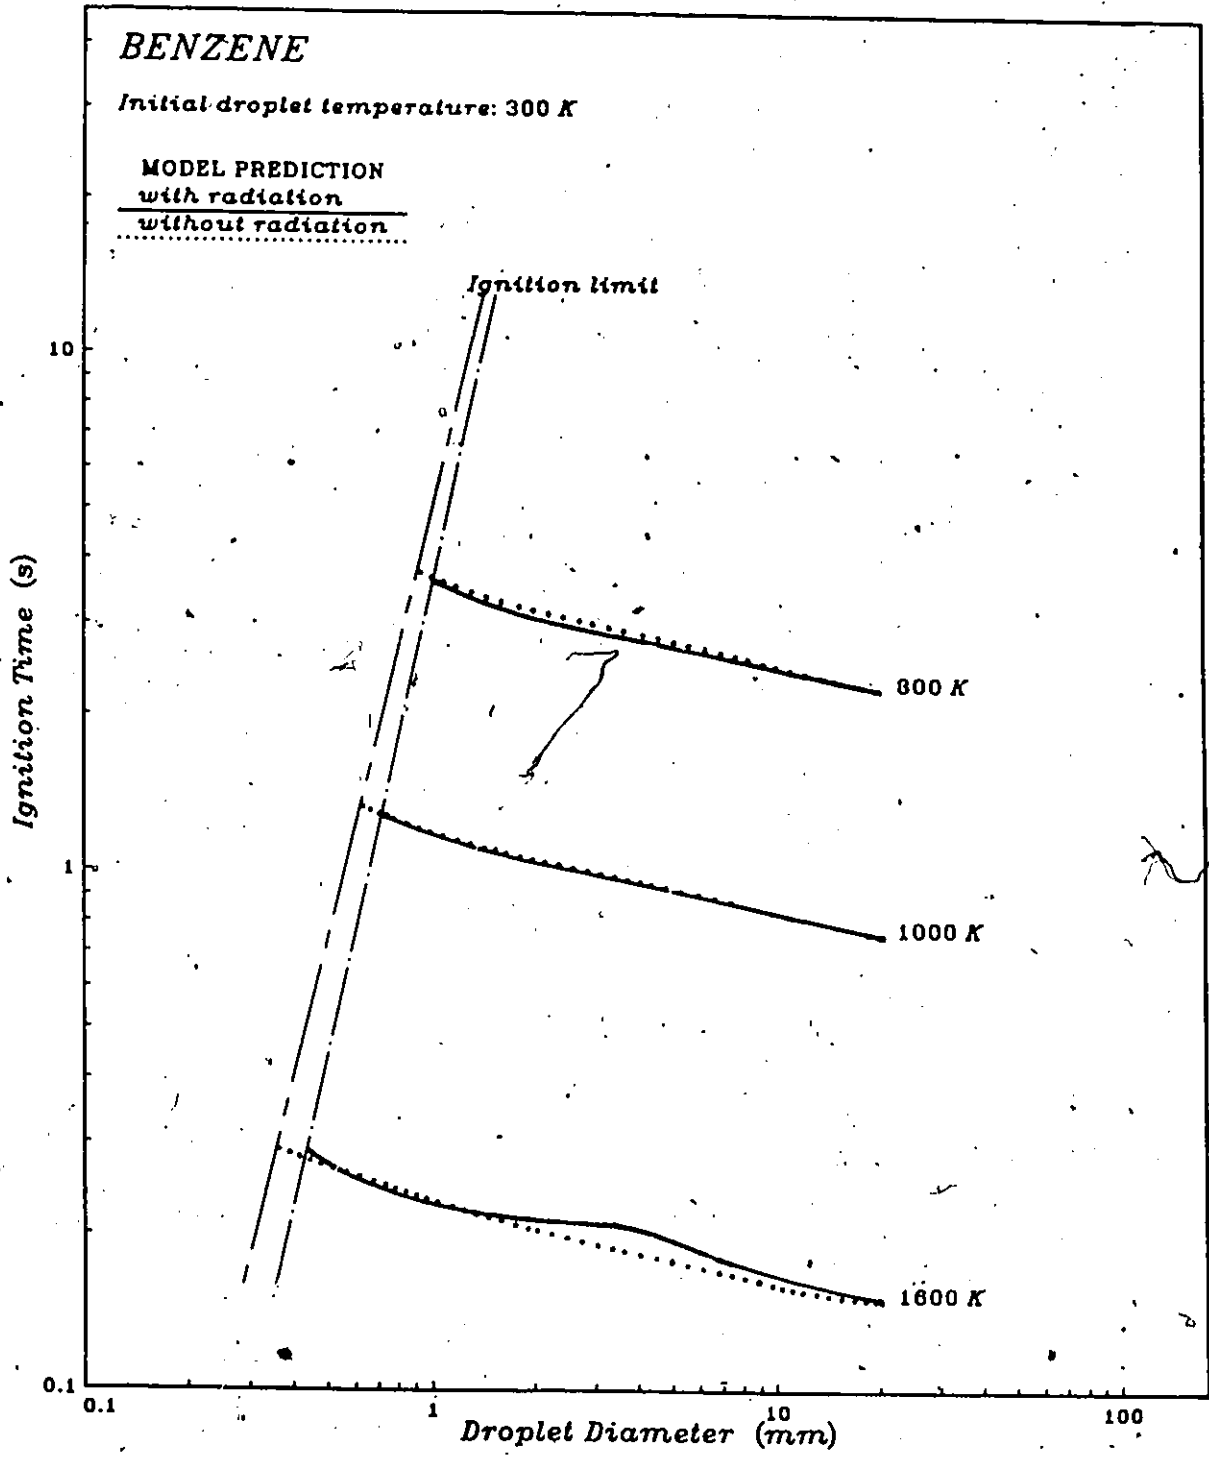 BENZENE
Initial droplet temperature: 300 K
MODEL PREDICTION
with radiation
without radiation
Ignition limit
10
1
0.1
Ignition Time (s)
800 K
1000 K
1600 K
0.1
1
10
100
Droplet Diameter (mm)